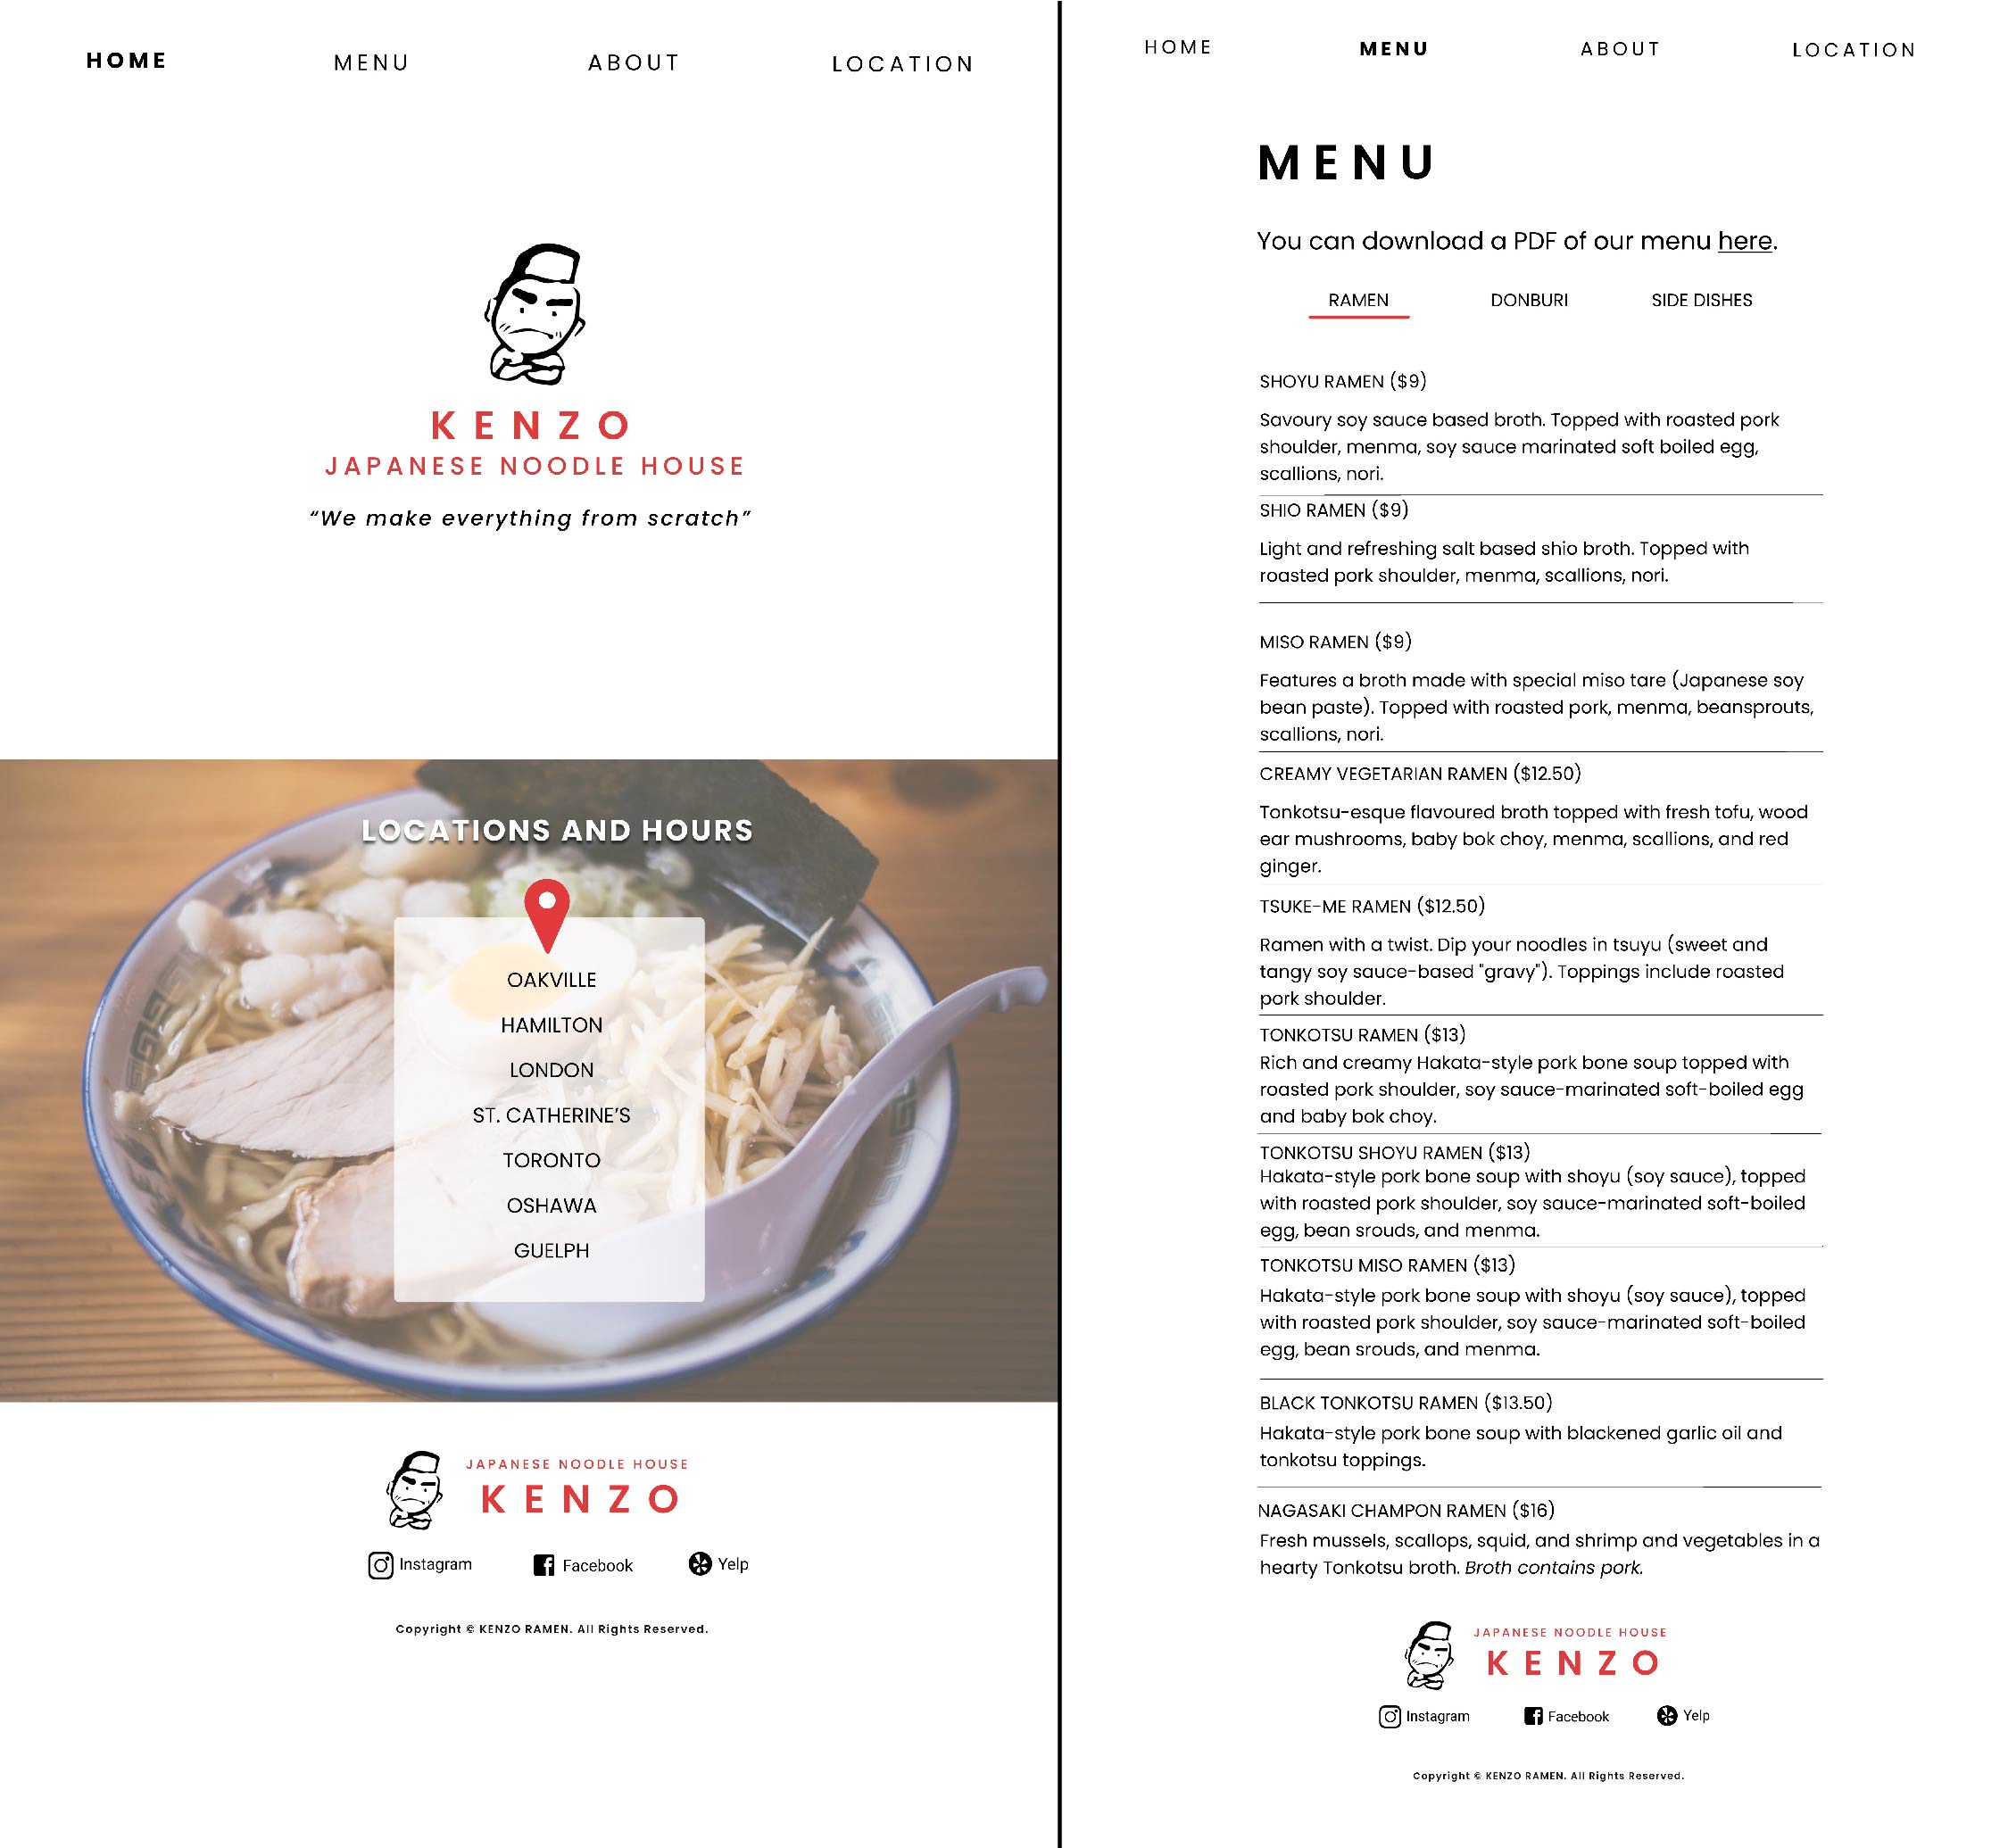 HOME MENU ABOUT LOCATION
KENZO
JAPANESE NOODLE HOUSE
“We make everything from scratch”
LOCATIONS AND HOURS
OAKVILLE
HAMILTON
LONDON
ST. CATHERINE’S
TORONTO
OSHAWA
GUELPH
JAPANESE NOODLE HOUSE
KENZO
Instagram Facebook Yelp
Copyright © KENZO RAMEN. All Rights Reserved.
HOME MENU ABOUT LOCATION
MENU
You can download a PDF of our menu here.
RAMEN DONBURI SIDE DISHES
SHOYU RAMEN ($9)
Savoury soy sauce based broth. Topped with roasted pork
shoulder, menma, soy sauce marinated soft boiled egg,
scallions, nori.
SHIO RAMEN ($9)
Light and refreshing salt based shio broth. Topped with
roasted pork shoulder, menma, scallions, nori.
MISO RAMEN ($9)
Features a broth made with special miso tare (Japanese soy
bean paste). Topped with roasted pork, menma, beansprouts,
scallions, nori.
CREAMY VEGETARIAN RAMEN ($12.50)
Tonkotsu-esque flavoured broth topped with fresh tofu, wood
ear mushrooms, baby bok choy, menma, scallions, and red
ginger.
TSUKE-ME RAMEN ($12.50)
Ramen with a twist. Dip your noodles in tsuyu (sweet and
tangy soy sauce-based "gravy"). Toppings include roasted
pork shoulder.
TONKOTSU RAMEN ($13)
Rich and creamy Hakata-style pork bone soup topped with
roasted pork shoulder, soy sauce-marinated soft-boiled egg
and baby bok choy.
TONKOTSU SHOYU RAMEN ($13)
Hakata-style pork bone soup with shoyu (soy sauce), topped
with roasted pork shoulder, soy sauce-marinated soft-boiled
egg, bean srouds, and menma.
TONKOTSU MISO RAMEN ($13)
Hakata-style pork bone soup with shoyu (soy sauce), topped
with roasted pork shoulder, soy sauce-marinated soft-boiled
egg, bean srouds, and menma.
BLACK TONKOTSU RAMEN ($13.50)
Hakata-style pork bone soup with blackened garlic oil and
tonkotsu toppings.
NAGASAKI CHAMPON RAMEN ($16)
Fresh mussels, scallops, squid, and shrimp and vegetables in a
hearty Tonkotsu broth. Broth contains pork.
JAPANESE NOODLE HOUSE
KENZO
Instagram Facebook Yelp
Copyright © KENZO RAMEN. All Rights Reserved.